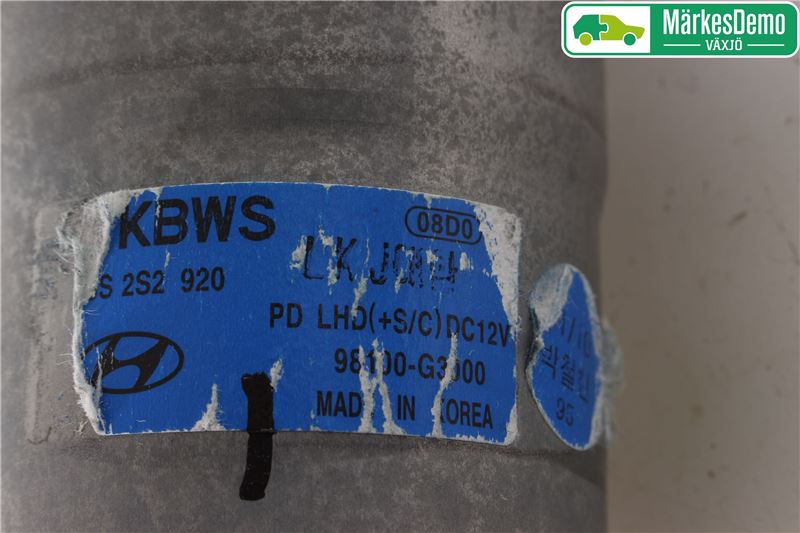 MärkesDemo
VÄXJÖ
KBWS
08D0
S 2S2 920
PD LHD(+S/C)DC12V
98100-G3000
MADE IN KOREA